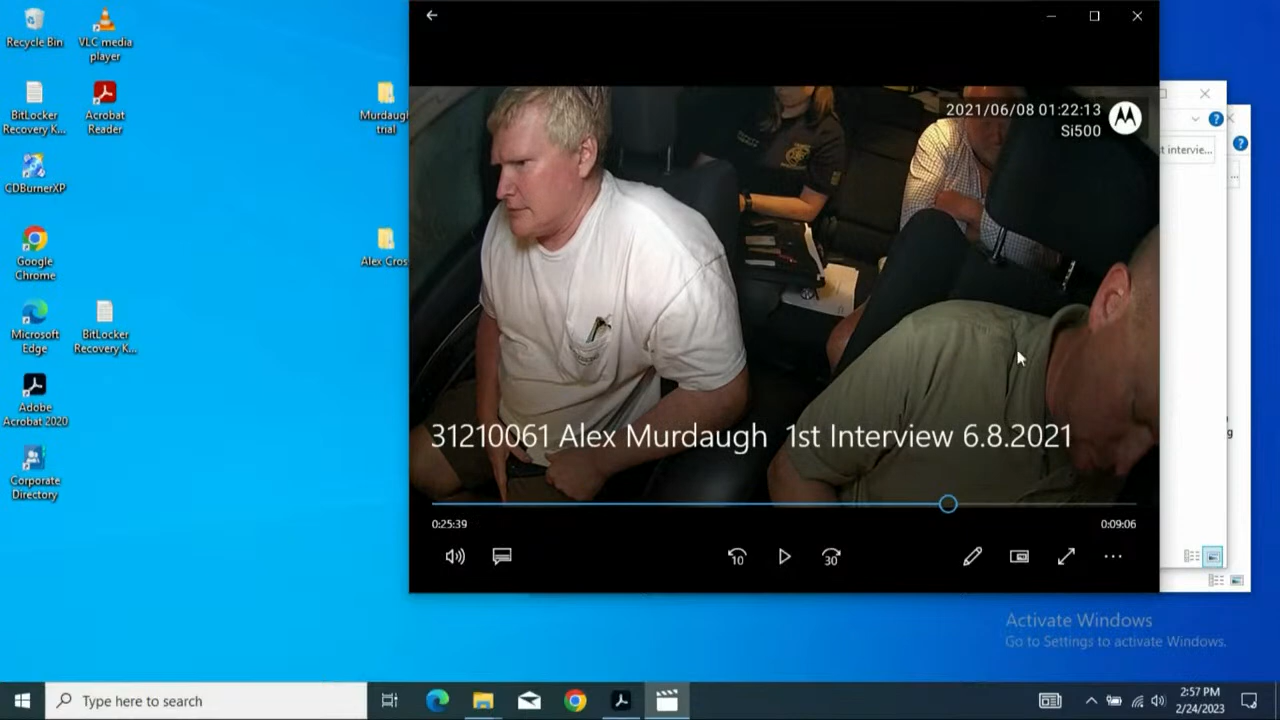 Recycle Bin
VLC media
player
BitLocker
Recovery K...
Acrobat
Reader
Murdaugh
trial
CDBurnerXP
Google
Chrome
Alex Cros
Microsoft
Edge
BitLocker
Recovery K...
Adobe
Acrobat 2020
Corporate
Directory
2021/06/08 01:22:13
Si500
t intervie...
31210061 Alex Murdaugh 1st Interview 6.8.2021
0:25:39
0:09:06
10
30
Activate Windows
Go to Settings to activate Windows.
Type here to search
2:57 PM
2/24/2023